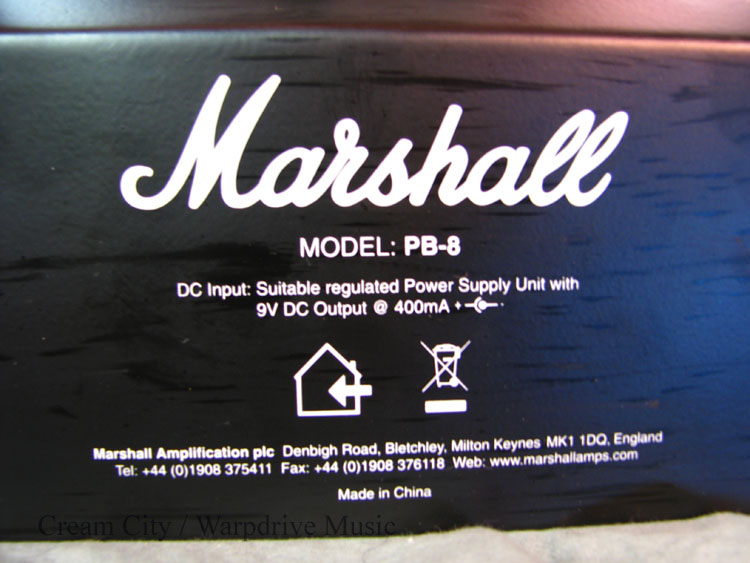 Marshall
MODEL: PB-8
DC Input: Suitable regulated Power Supply Unit with
9V DC Output @ 400mA
Marshall Amplification plc Denbigh Road, Bletchley, Milton Keynes MK1 1DQ, England
Tel: +44 (0)1908 375411 Fax: +44 (0)1908 376118 Web: www.marshallamps.com
Made in China
Cream City / Warpdrive Music